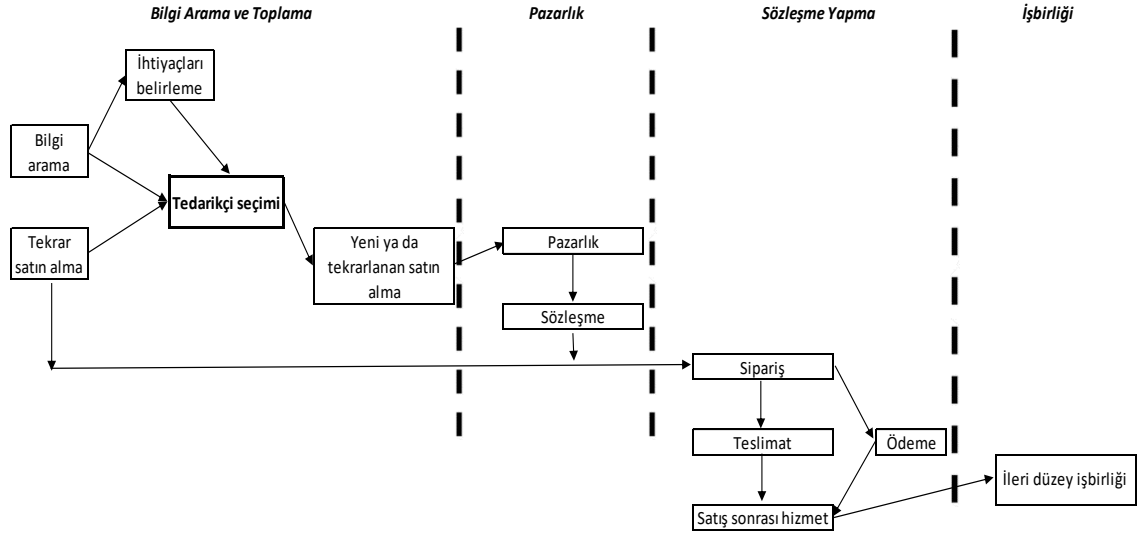 Bilgi Arama ve Toplama
Pazarlık
Sözleşme Yapma
İşbirliği
İhtiyaçları
belirleme
Bilgi
arama
Tedarikçi seçimi
Tekrar
satın alma
Yeni ya da
tekrarlanan satın
alma
Pazarlık
Sözleşme
Sipariş
Teslimat
Ödeme
İleri düzey işbirliği
Satış sonrası hizmet